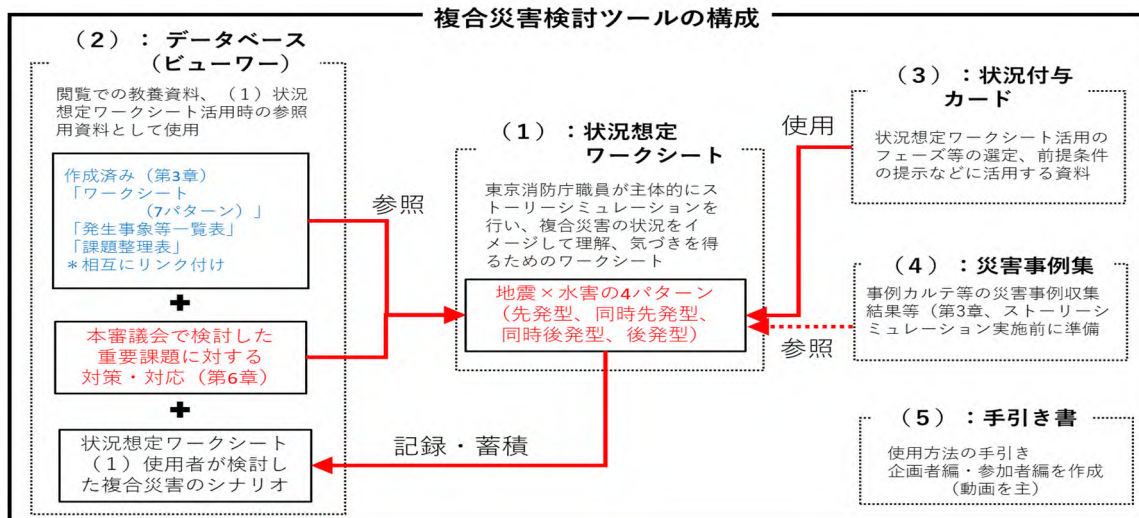 複合災害検討ツールの構成
（2）：データベース
（ビューワー）
閲覧での教養資料、（1）状況
想定ワークシート活用時の参照
用資料として使用
作成済み（第3章）
「ワークシート
（7パターン）」
「発生事象等一覧表」
「課題整理表」
＊相互にリンク付け
＋
本審議会で検討した
重要課題に対する
対策・対応（第6章）
＋
状況想定ワークシート
（1）使用者が検討し
た複合災害のシナリオ
参照
記録・蓄積
（1）：状況想定
ワークシート
東京消防庁職員が主体的にス
トーリーシミュレーションを
行い、複合災害の状況をイ
メージして理解、気づきを得
るためのワークシート
地震×水害の4パターン
（先発型、同時先発型、
同時後発型、後発型）
使用
参照
（3）：状況付与
カード
状況想定ワークシート活用の
フェーズ等の選定、前提条件
の提示などに活用する資料
（4）：災害事例集
事例カルテ等の災害事例収集
結果等（第3章、ストーリーシ
ミュレーション実施前に準備
（5）：手引き書
使用方法の手引き
企画者編・参加者編を作成
（動画を主）